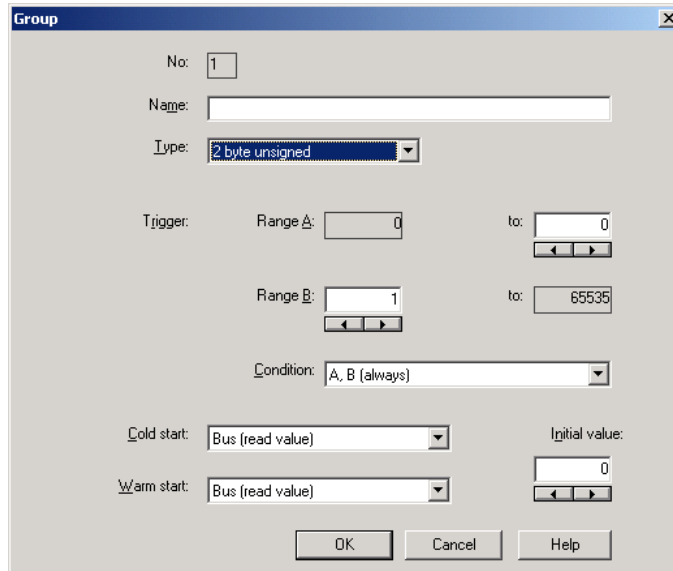 Group
No: 1
Name:
Type: 2 byte unsigned
Trigger: Range A: 0 to: 0
Range B: 1 to: 65535
Condition: A, B (always)
Cold start: Bus (read value) Initial value:
0
Warm start: Bus (read value)
OK Cancel Help